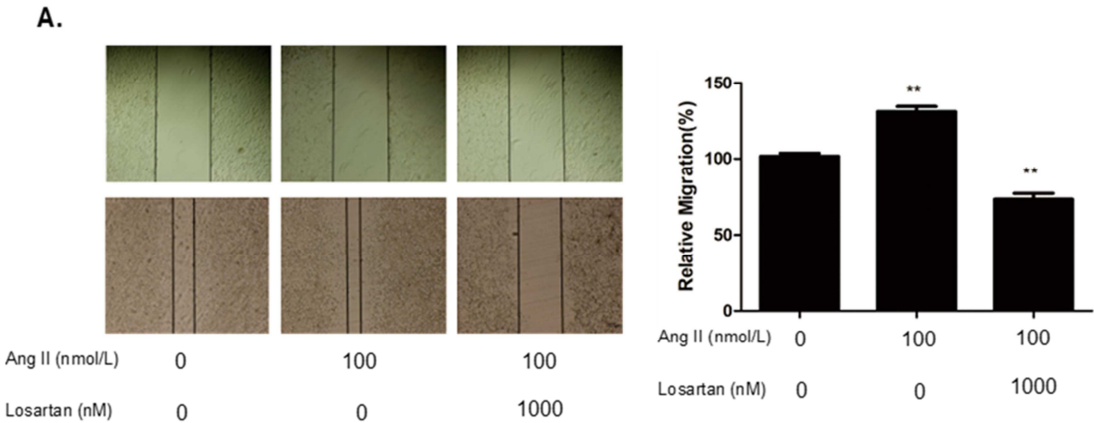 A.
150
100
50
0
Relative Migration(%)
**
**
Ang II (nmol/L) 0 100 100
Losartan (nM) 0 0 1000
Ang II (nmol/L) 0 100 100
Losartan (nM) 0 0 1000